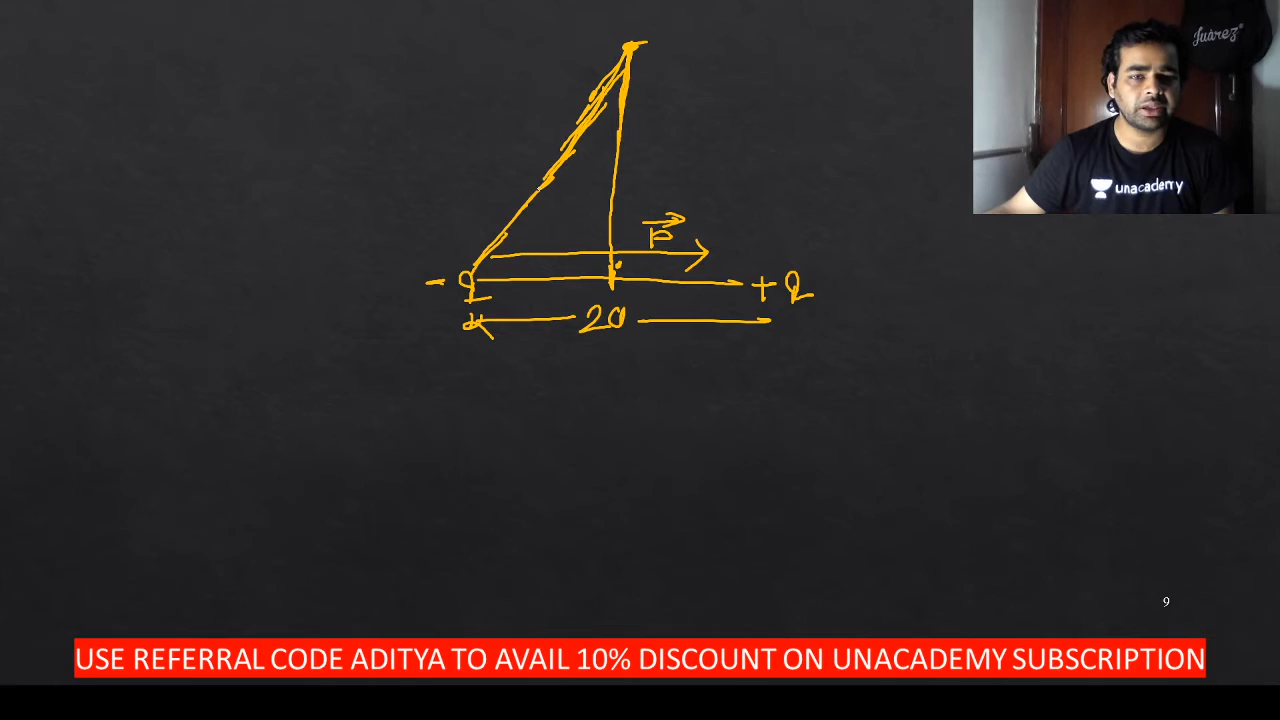 Juárez
unacademy
p
- q + q
2a
9
USE REFERRAL CODE ADITYA TO AVAIL 10% DISCOUNT ON UNACADEMY SUBSCRIPTION